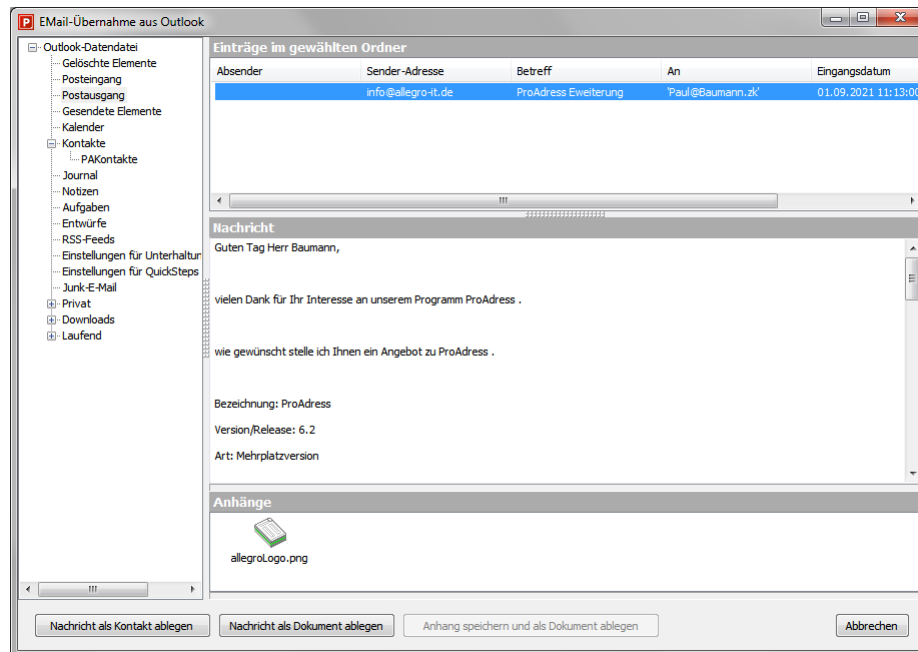 EMail-Übernahme aus Outlook
Outlook-Datendatei
Gelöschte Elemente
Posteingang
Postausgang
Gesendete Elemente
Kalender
Kontakte
PAKontakte
Journal
Notizen
Aufgaben
Entwürfe
RSS-Feeds
Einstellungen für Unterhaltur
Einstellungen für QuickSteps
Junk-E-Mail
Privat
Downloads
Laufend
Einträge im gewählten Ordner
Absender Sender-Adresse Betreff An Eingangsdatum
info@allegro-it.de ProAdress Eweiterung 'Paul@Baumann.zk' 01.09.2021 11:13:00
Nachricht
Guten Tag Herr Baumann,
vielen Dank für Ihr Interesse an unserem Programm ProAdress .
wie gewünscht stelle ich Ihnen ein Angebot zu ProAdress .
Bezeichnung: ProAdress
Version/Release: 6.2
Art: Mehrplatzversion
Anhänge
allegroLogo.png
Nachricht als Kontakt ablegen
Nachricht als Dokument ablegen
Anhang speichern und als Dokument ablegen
Abbrechen